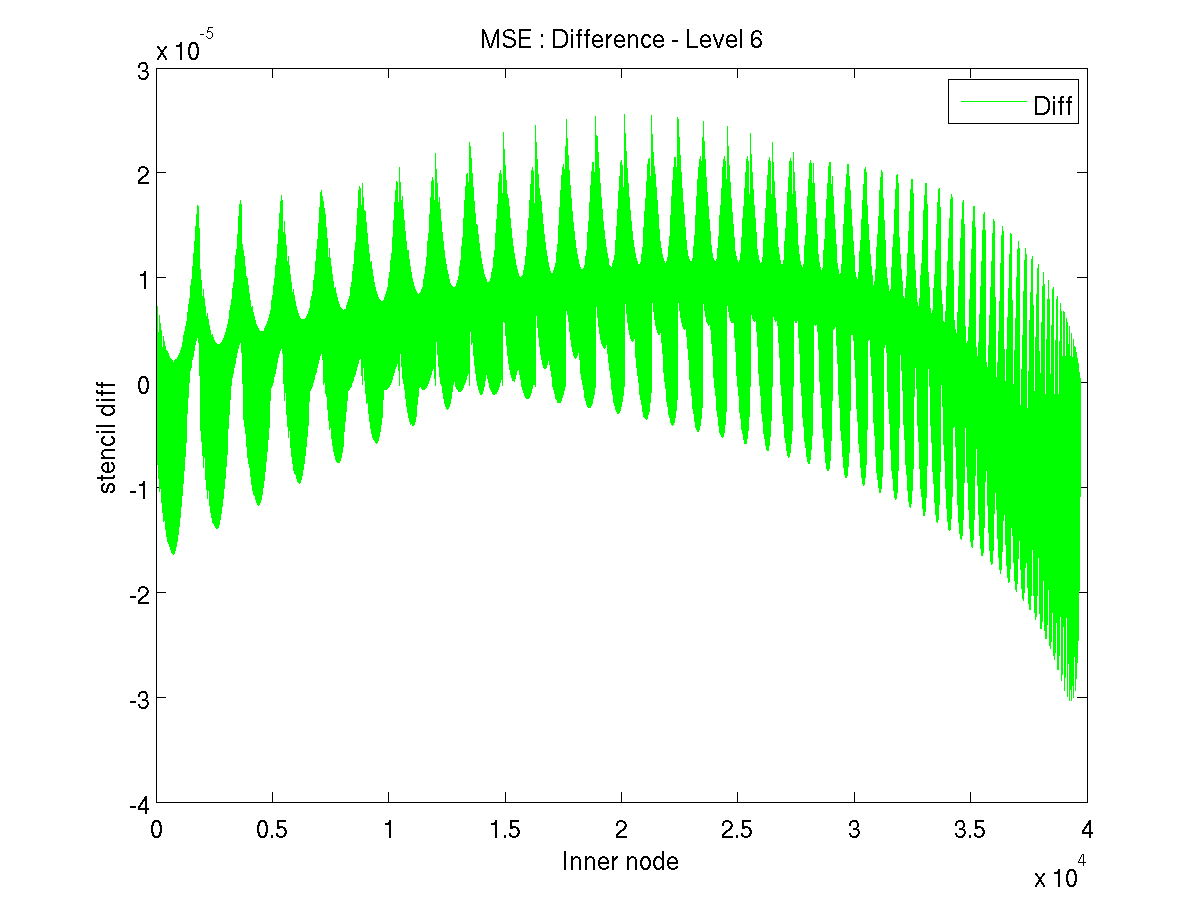 MSE : Difference - Level 6
x 10^-5
Diff
3
2
1
0
-1
-2
-3
-4
stencil diff
0 0.5 1 1.5 2 2.5 3 3.5 4
Inner node
x 10^4